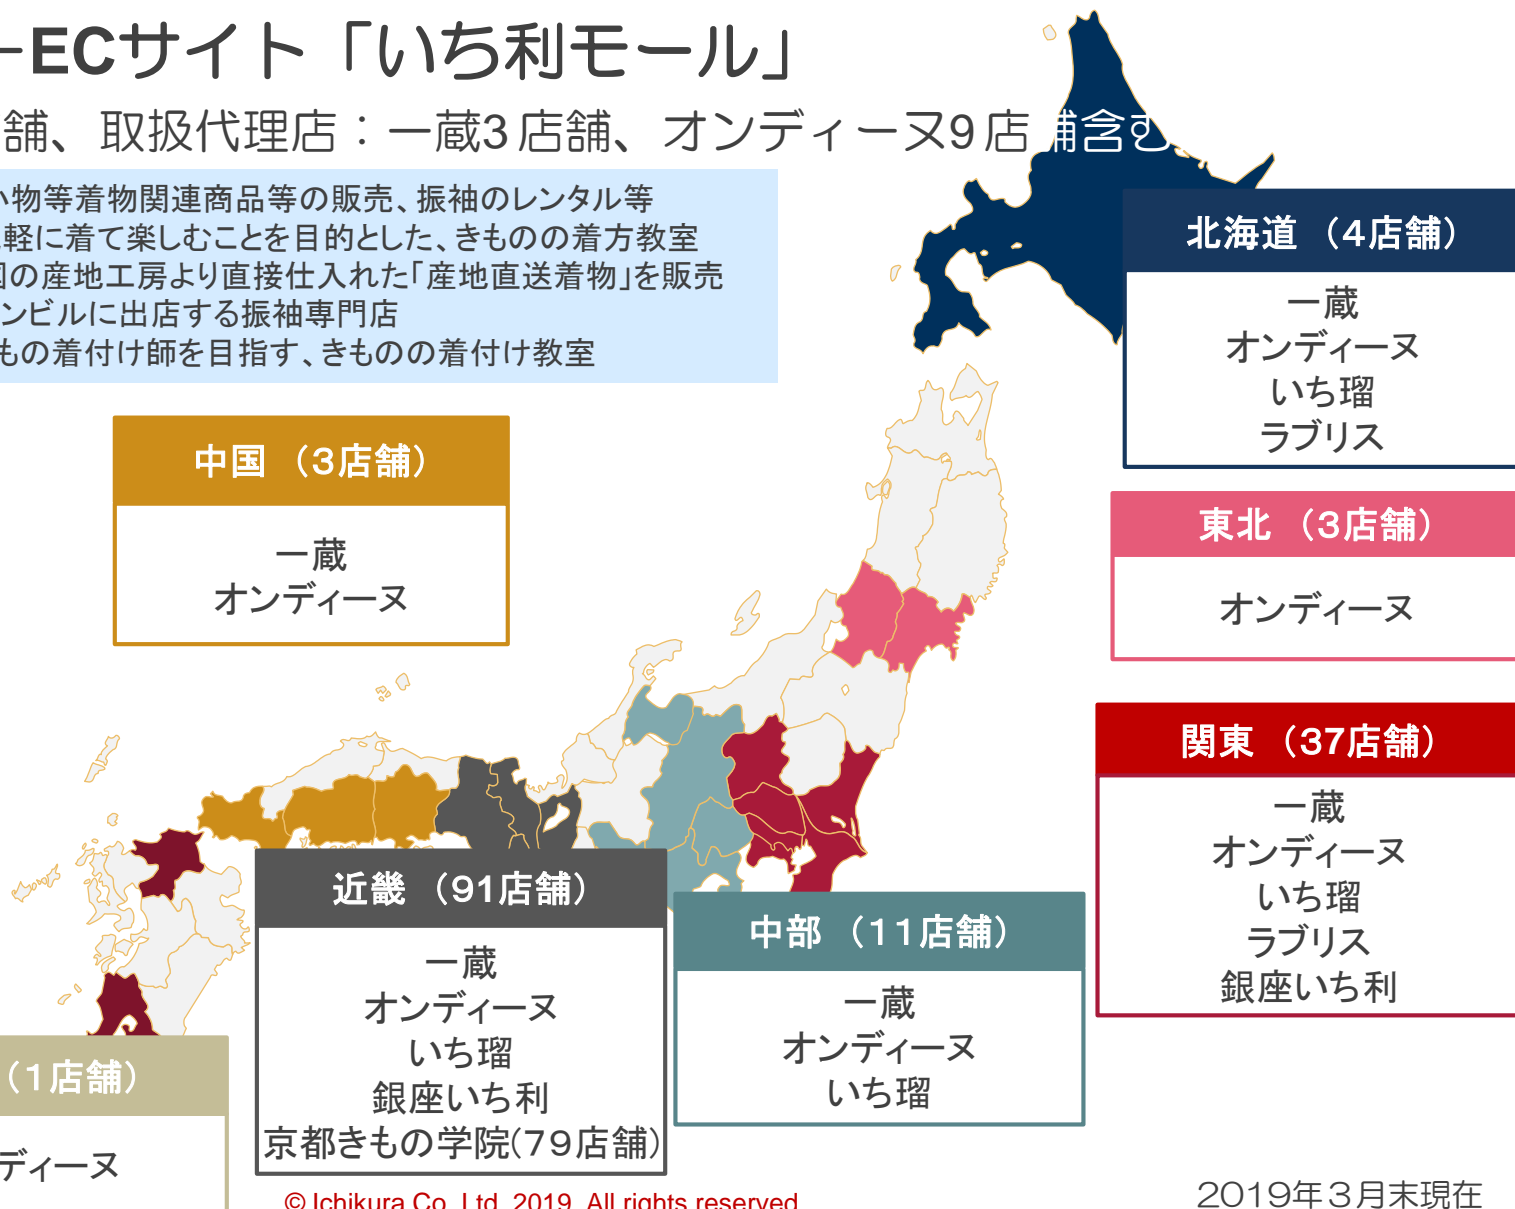 ーECサイト「いち利モール」
舗、取扱代理店：一蔵3店舗、オンディーヌ9店舗含む
小物等着物関連商品等の販売、振袖のレンタル等
軽に着て楽しむことを目的とした、きものの着方教室
国の産地工房より直接仕入れた「産地直送着物」を販売
ンビルに出店する振袖専門店
もの着付け師を目指す、きものの着付け教室
北海道（4店舗）
一蔵
オンディーヌ
いち瑠
ラブリス
中国（3店舗）
一蔵
オンディーヌ
東北（3店舗）
オンディーヌ
関東（37店舗）
一蔵
オンディーヌ
いち瑠
ラブリス
銀座いち利
近畿（91店舗）
一蔵
オンディーヌ
いち瑠
銀座いち利
京都きもの学院(79店舗)
中部（11店舗）
一蔵
オンディーヌ
いち瑠
（1店舗）
ディーヌ
© Ichikura Co. Ltd. 2019 All rights reserved
2019年3月末現在